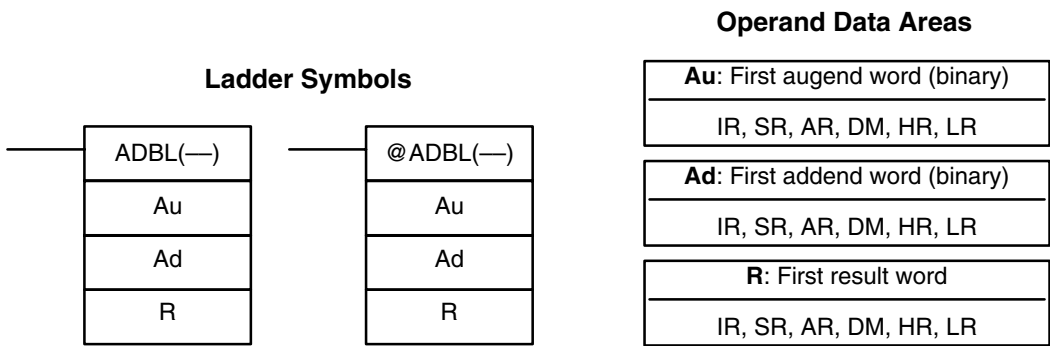 Operand Data Areas
Ladder Symbols
ADBL(––)
Au
Ad
R
@ADBL(––)
Au
Ad
R
Au: First augend word (binary)
IR, SR, AR, DM, HR, LR
Ad: First addend word (binary)
IR, SR, AR, DM, HR, LR
R: First result word
IR, SR, AR, DM, HR, LR